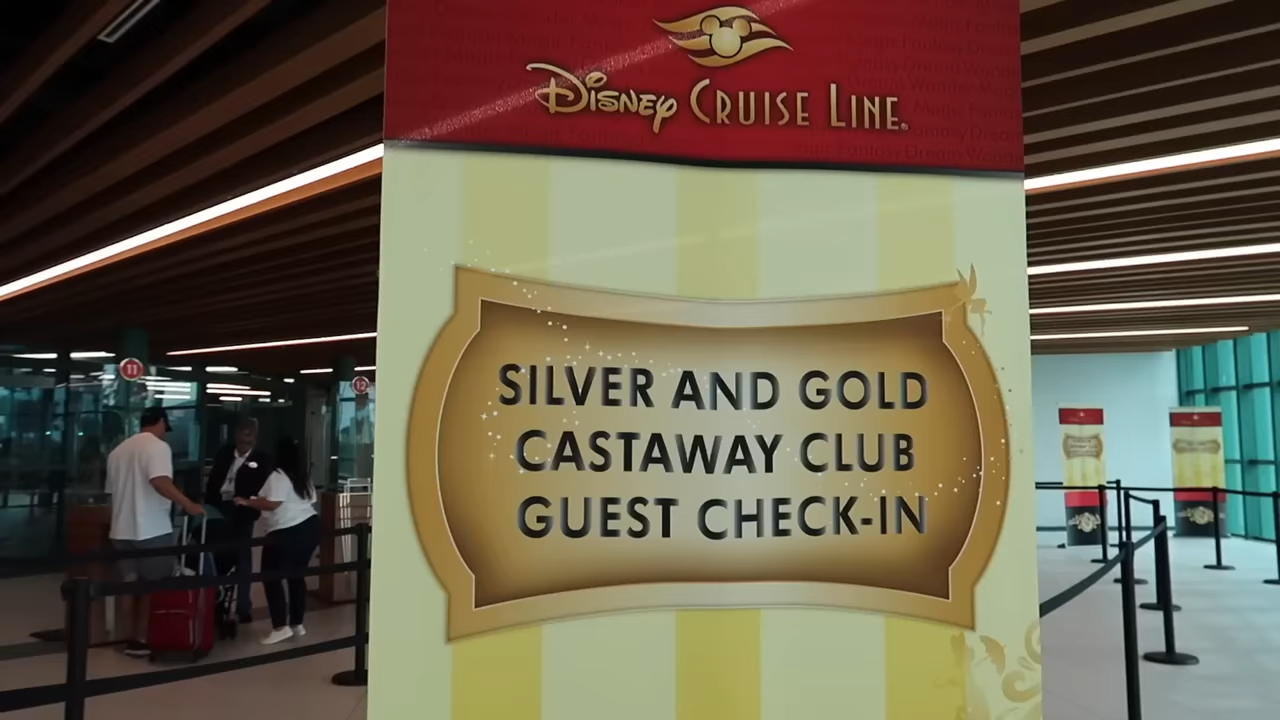 Disney Cruise Line®
SILVER AND GOLD
CASTAWAY CLUB
GUEST CHECK-IN
11
12